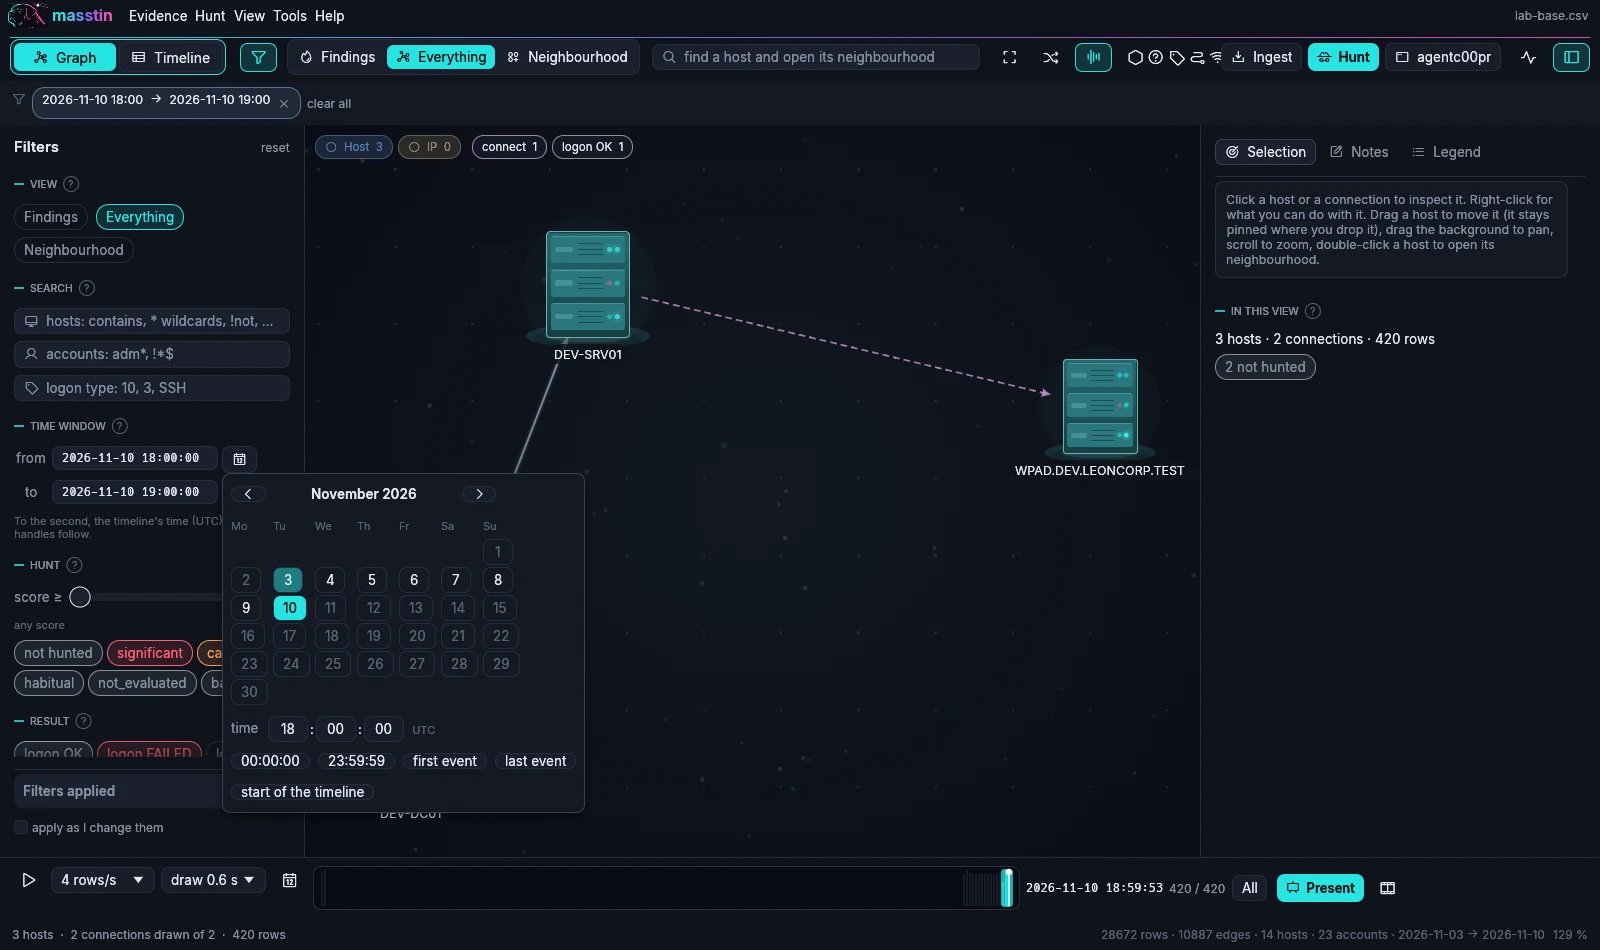 masstin Evidence Hunt View Tools Help lab-base.csv
Graph Timeline Findings Everything Neighbourhood find a host and open its neighbourhood Ingest Hunt agentc00pr
2026-11-10 18:00 → 2026-11-10 19:00 × clear all
Filters reset
VIEW ?
Findings Everything
Neighbourhood
SEARCH ?
hosts: contains, * wildcards, !not, ...
accounts: adm*, !*$
logon type: 10, 3, SSH
TIME WINDOW ?
from 2026-11-10 18:00:00
to 2026-11-10 19:00:00
To the second, the timeline's time (UTC)
handles follow.
HUNT ?
score ≥
any score
not hunted significant ca
habitual not_evaluated ba
RESULT ?
logon OK logon FAILED
Filters applied
apply as I change them
November 2026
Mo Tu We Th Fr Sa Su
1
2 3 4 5 6 7 8
9 10 11 12 13 14 15
16 17 18 19 20 21 22
23 24 25 26 27 28 29
30
time 18 : 00 : 00 UTC
00:00:00 23:59:59 first event last event
start of the timeline
Host 3 IP 0 connect 1 logon OK 1
DEV-SRV01
WPAD.DEV.LEONCORP.TEST
DEV-DC01
Selection Notes Legend
Click a host or a connection to inspect it. Right-click for
what you can do with it. Drag a host to move it (it stays
pinned where you drop it), drag the background to pan,
scroll to zoom, double-click a host to open its
neighbourhood.
IN THIS VIEW ?
3 hosts · 2 connections · 420 rows
2 not hunted
4 rows/s draw 0.6 s 2026-11-10 18:59:53 420 / 420 All Present
3 hosts · 2 connections drawn of 2 · 420 rows
28672 rows · 10887 edges · 14 hosts · 23 accounts · 2026-11-03 → 2026-11-10 129 %